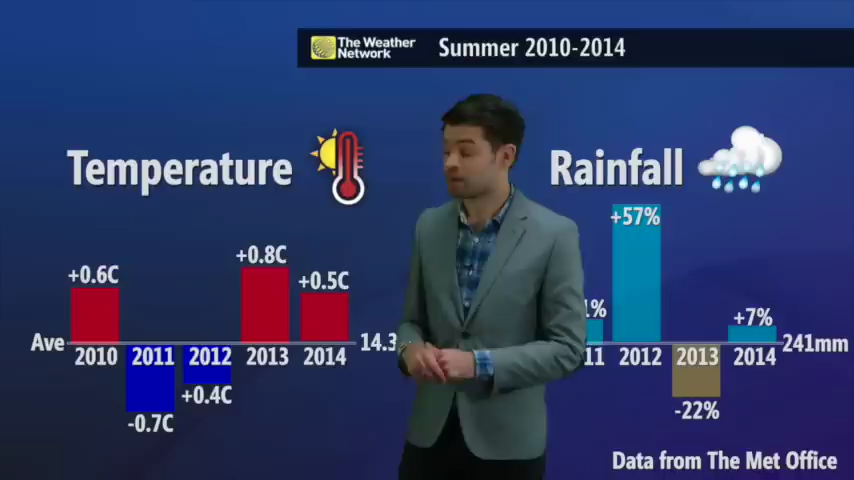 The Weather
Network
Summer 2010-2014
Temperature
+0.6C
+0.8C
+0.5C
Ave
14.3
2010 2011 2012 2013 2014
-0.7C
+0.4C
Rainfall
+57%
1%
+7%
241mm
11 2012 2013 2014
-22%
Data from The Met Office